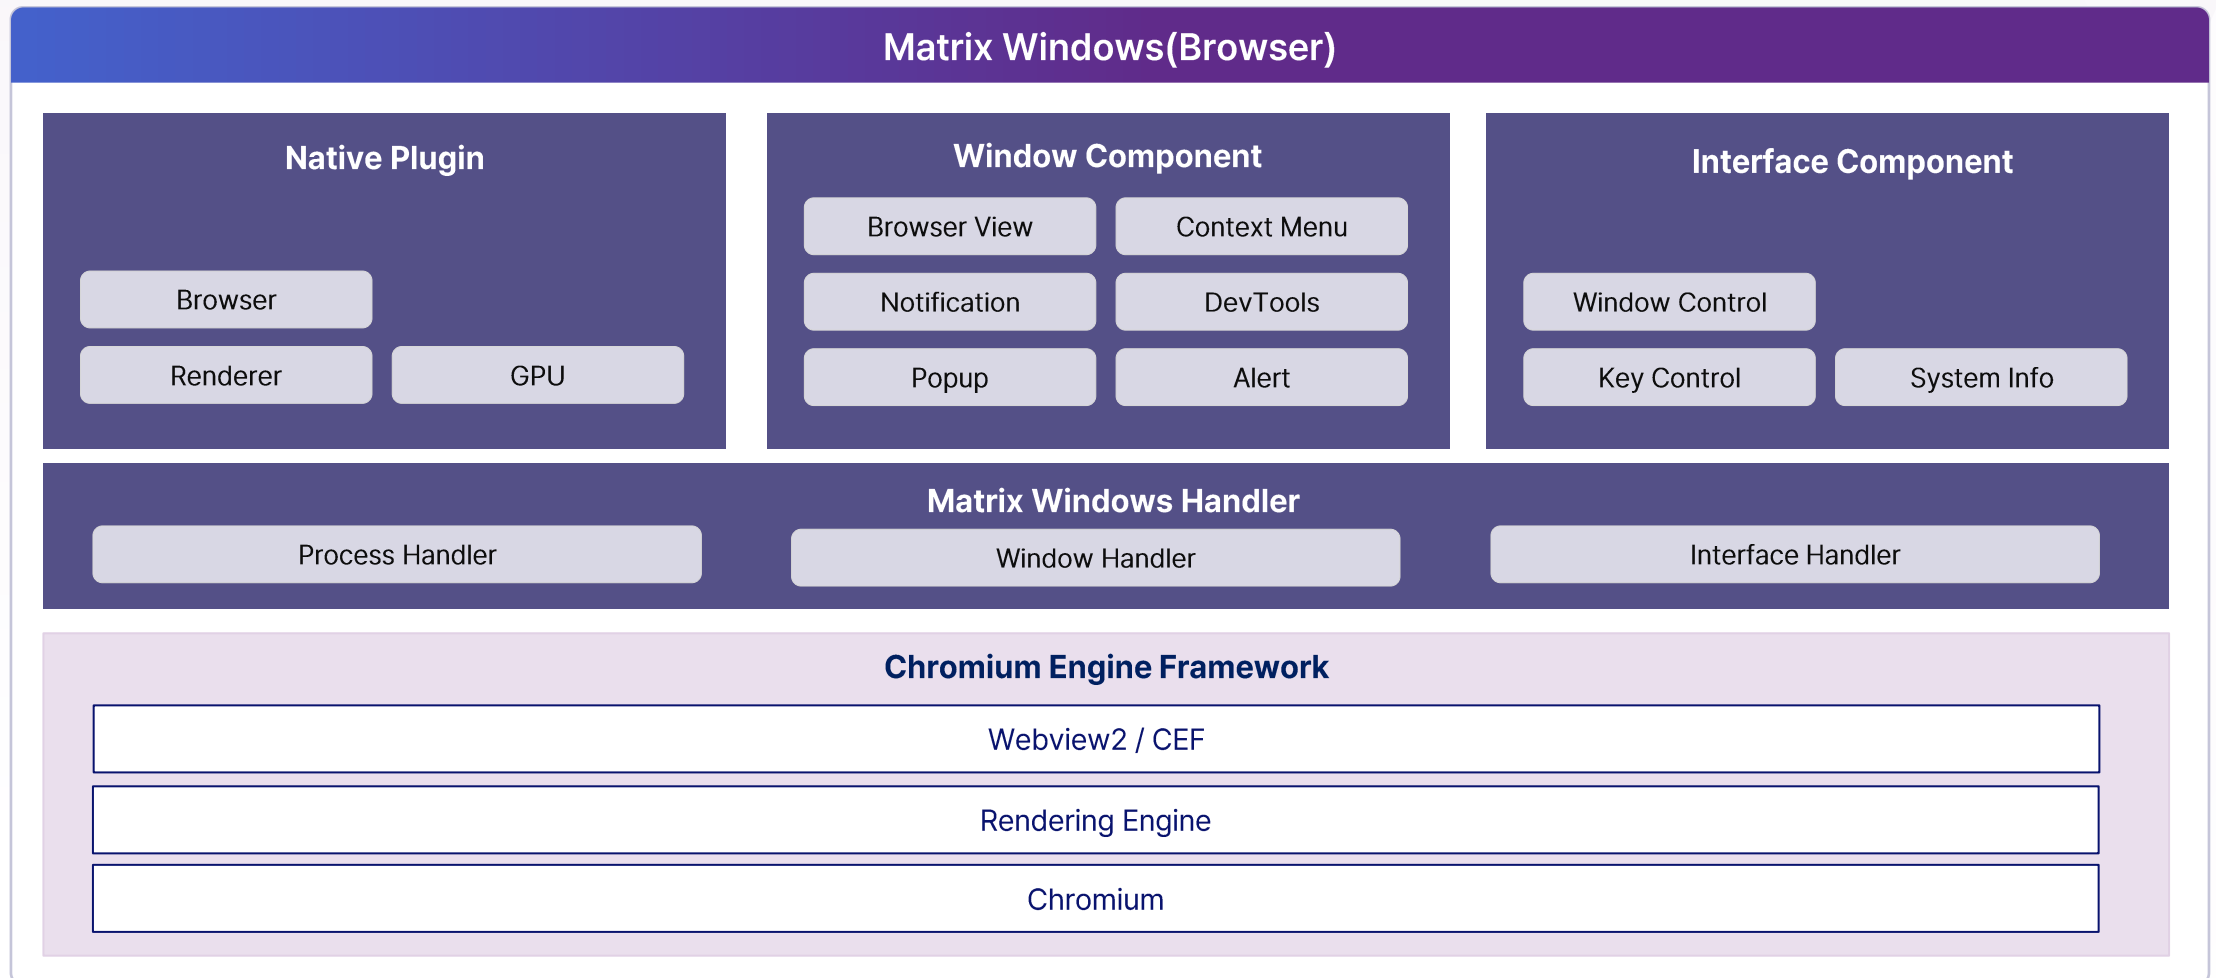 Matrix Windows(Browser)
Native Plugin
Browser
Renderer
GPU
Window Component
Browser View
Context Menu
Notification
DevTools
Popup
Alert
Interface Component
Window Control
Key Control
System Info
Matrix Windows Handler
Process Handler
Window Handler
Interface Handler
Chromium Engine Framework
Webview2 / CEF
Rendering Engine
Chromium